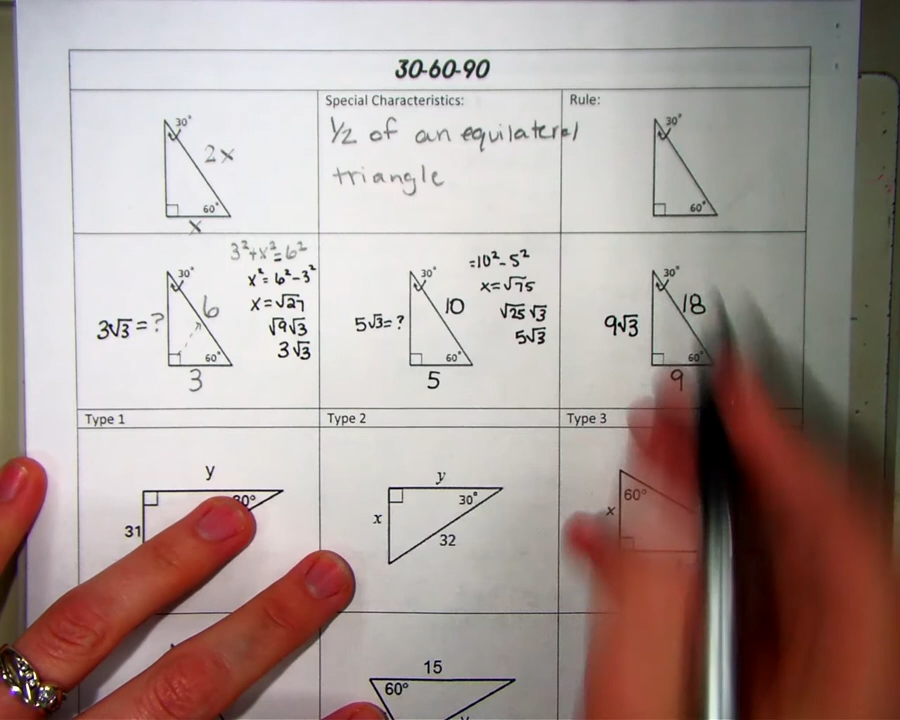 30-60-90
30°
2x
60°
x
Special Characteristics:
1/2 of an equilateral
triangle
Rule:
30°
60°
3²+x²=6²
x²=6²-3²
x=√27
√9√3
3√3
30°
6
3√3=?
60°
3
=10²-5²
x=√75
√25√3
5√3
30°
10
5√3=?
60°
5
30°
18
9√3
60°
9
Type 1
Type 2
Type 3
y
31
y
30°
x
32
60°
x
15
60°